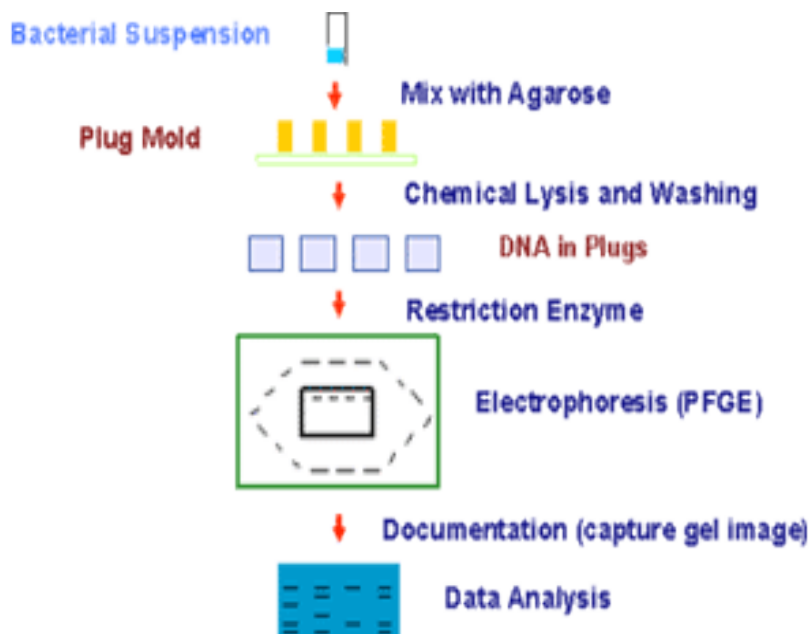 Bacterial Suspension
Mix with Agarose
Plug Mold
Chemical Lysis and Washing
DNA in Plugs
Restriction Enzyme
Electrophoresis (PFGE)
Documentation (capture gel image)
Data Analysis